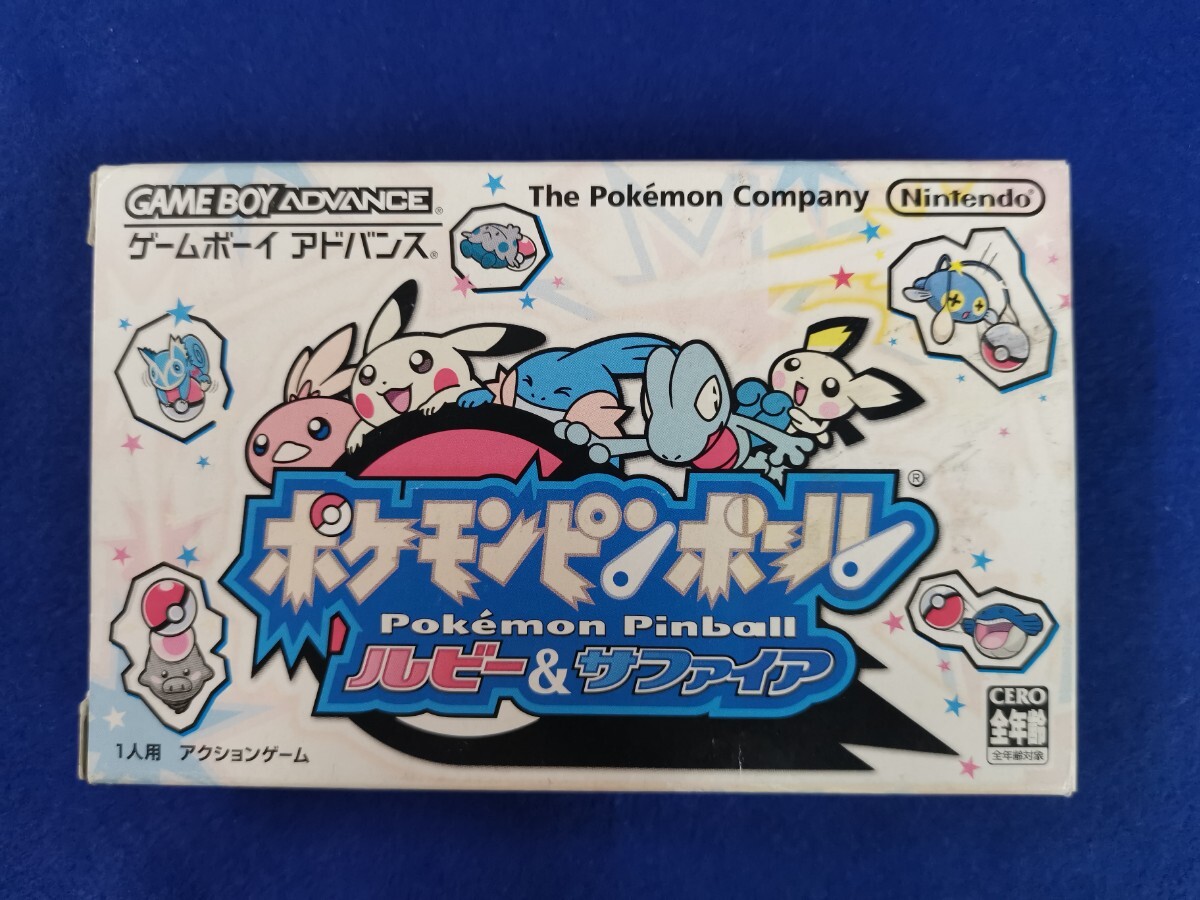 GAME BOY ADVANCE
ゲームボーイ アドバンス®
The Pokémon Company
Nintendo®
ポケモンピンボール®
Pokémon Pinball
ルビー&サファイア
1人用 アクションゲーム
CERO
全年齢
全年齢対象